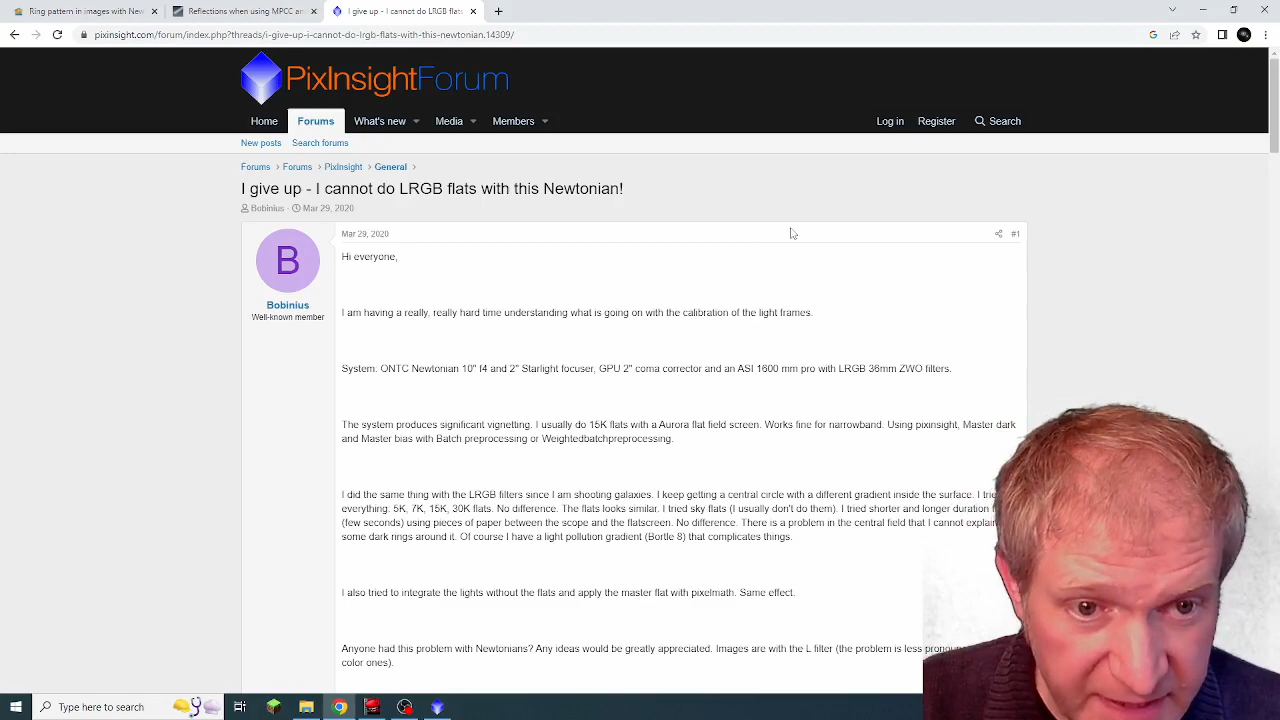 Ring pattern in images with New
Reflections when using MPCC an
I give up - I cannot do LRGB flats
pixinsight.com/forum/index.php?threads/i-give-up-i-cannot-do-lrgb-flats-with-this-newtonian.14309/
PixInsightForum
Home Forums What's new Media Members Log in Register Search
New posts Search forums
Forums > Forums > PixInsight > General >
I give up - I cannot do LRGB flats with this Newtonian!
Bobinius · Mar 29, 2020
Mar 29, 2020 #1
B
Bobinius
Well-known member
Hi everyone,
I am having a really, really hard time understanding what is going on with the calibration of the light frames.
System: ONTC Newtonian 10" f4 and 2" Starlight focuser, GPU 2" coma corrector and an ASI 1600 mm pro with LRGB 36mm ZWO filters.
The system produces significant vignetting. I usually do 15K flats with a Aurora flat field screen. Works fine for narrowband. Using pixinsight, Master dark
and Master bias with Batch preprocessing or Weightedbatchpreprocessing.
I did the same thing with the LRGB filters since I am shooting galaxies. I keep getting a central circle with a different gradient inside the surface. I trie
everything: 5K, 7K, 15K, 30K flats. No difference. The flats looks similar. I tried sky flats (I usually don't do them). I tried shorter and longer duration f
(few seconds) using pieces of paper between the scope and the flatscreen. No difference. There is a problem in the central field that I cannot explain
some dark rings around it. Of course I have a light pollution gradient (Bortle 8) that complicates things.
I also tried to integrate the lights without the flats and apply the master flat with pixelmath. Same effect.
Anyone had this problem with Newtonians? Any ideas would be greatly appreciated. Images are with the L filter (the problem is less pronou
color ones).
Type here to search